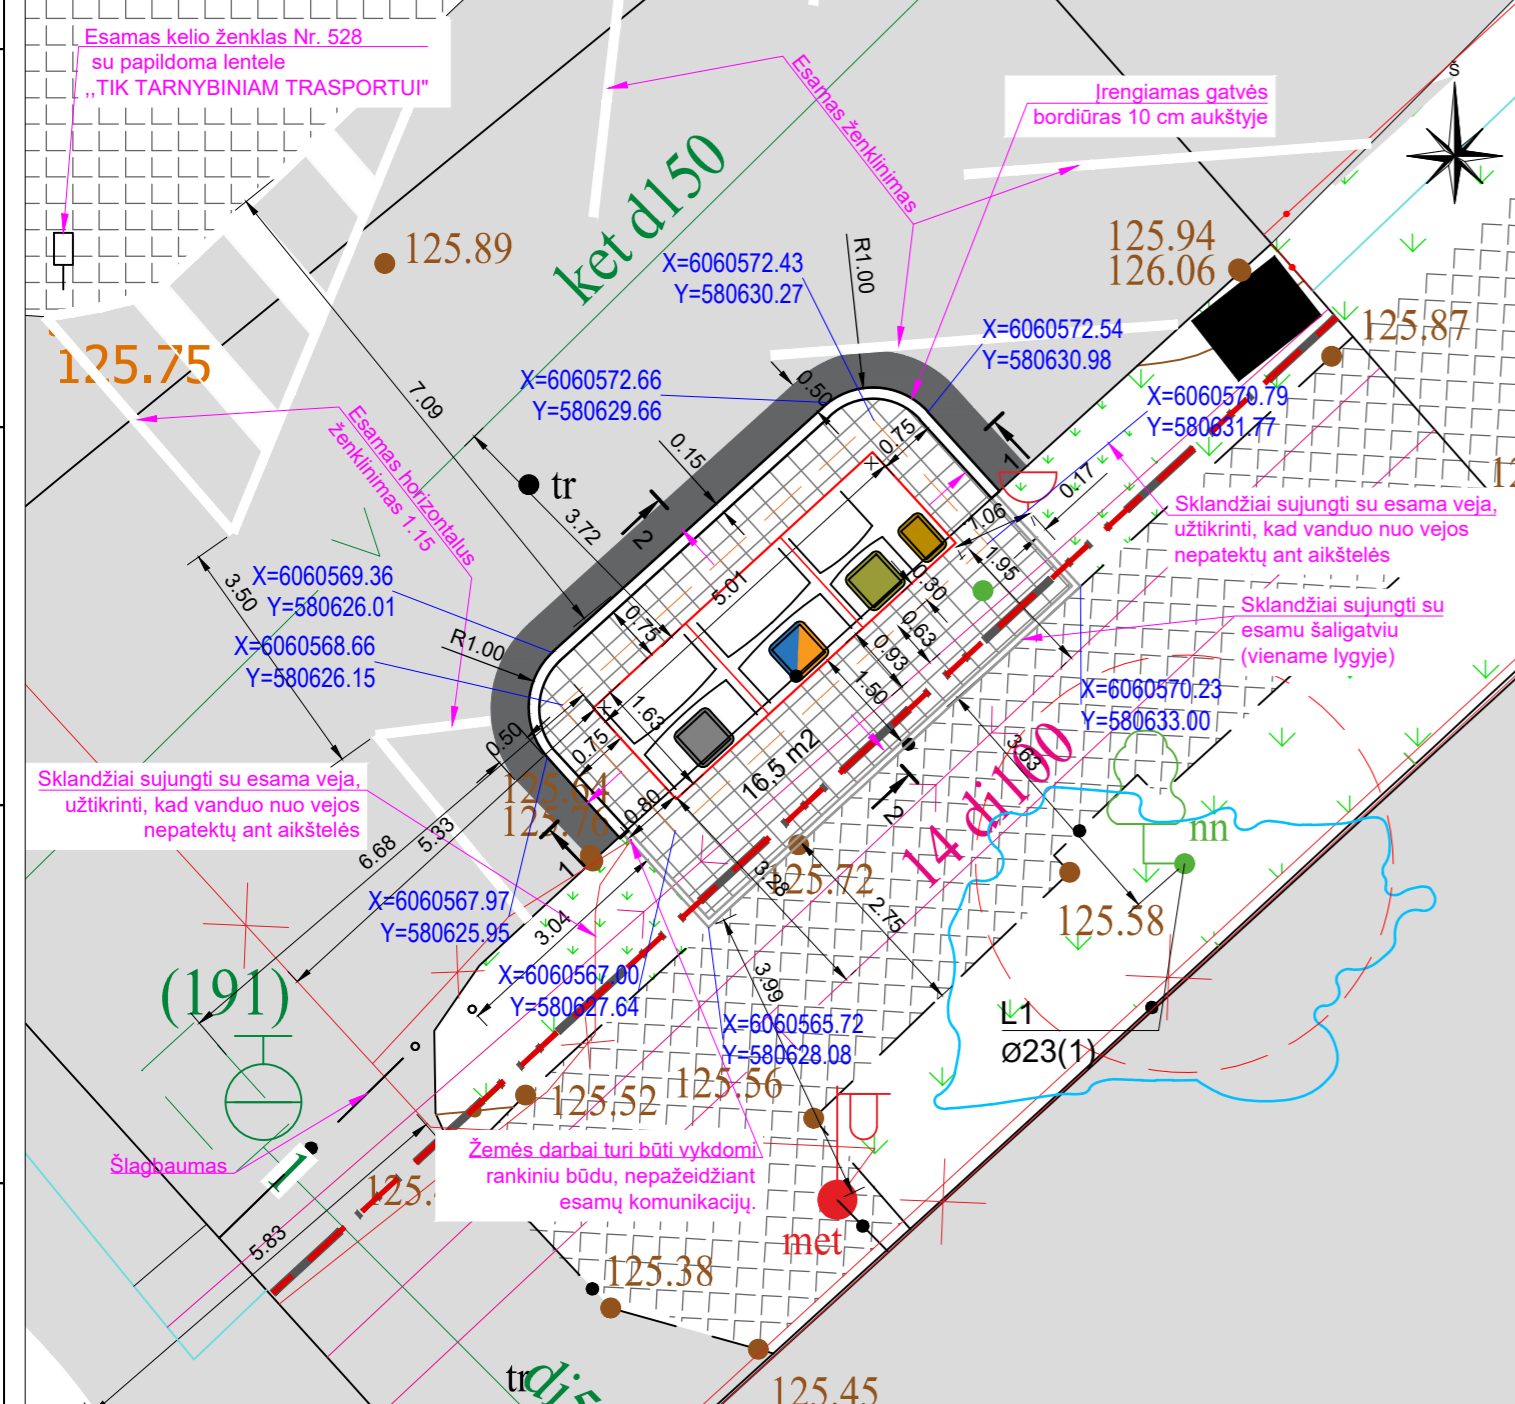 Esamas kelio ženklas Nr. 528
su papildoma lentele
,,TIK TARNYBINIAM TRASPORTUI"
Esamas ženklinimas
Įrengiamas gatvės
bordiūras 10 cm aukštyje
Š
125.89
ket d150
X=6060572.43
Y=580630.27
R1.00
125.94
126.06
125.87
X=6060572.54
Y=580630.98
125.75
7.09
X=6060572.66
Y=580629.66
0.50
X=6060570.79
Y=580631.77
Esamas horizontalus
ženklinimas 1.15
0.15
0.75
1
0.17
tr
3.72
2
7.06
1.95
Sklandžiai sujungti su esama veja,
užtikrinti, kad vanduo nuo vejos
nepatektų ant aikštelės
3.50
X=6060569.36
Y=580626.01
5.01
0.30
0.75
0.63
0.93
1.50
Sklandžiai sujungti su
esamu šaligatviu
(viename lygyje)
R1.00
X=6060568.66
Y=580626.15
1.63
X=6060570.23
Y=580633.00
0.50
0.75
16,5 m2
3.63
14 dj100
Sklandžiai sujungti su esama veja,
užtikrinti, kad vanduo nuo vejos
nepatektų ant aikštelės
125.64
125.76
0.80
2
nn
6.68
5.33
1
3.28
125.72
2.75
125.58
X=6060567.97
Y=580625.95
3.04
3.99
(191)
X=6060567.00
Y=580627.64
X=6060565.72
Y=580628.08
L1
Ø23(1)
125.56
125.52
Šlagbaumas
1
Žemės darbai turi būti vykdomi
rankiniu būdu, nepažeidžiant
esamų komunikacijų.
5.83
met
125.38
tr
125.45